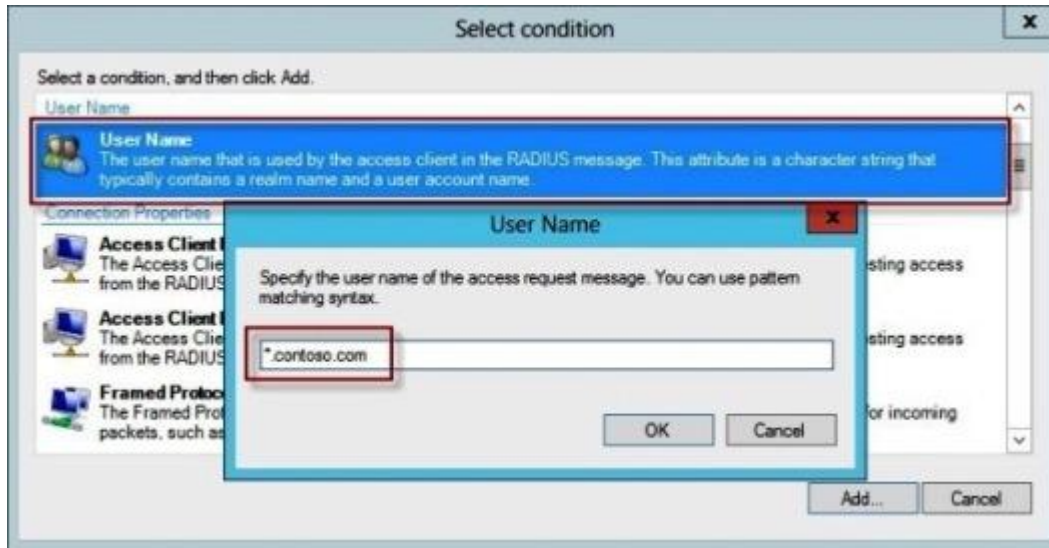 Select condition
x
Select a condition, and then click Add.
User Name
User Name
The user name that is used by the access client in the RADIUS message. This attribute is a character string that
typically contains a realm name and a user account name.
Connection Properties
User Name
x
Access Client
The Access Clie
sting access
from the RADIUS
Specify the user name of the access request message. You can use pattern
matching syntax.
Access Client
The Access Clie
sting access
from the RADIUS
*.contoso.com
Framed Protoc
The Framed Prot
for incoming
packets, such as
OK
Cancel
Add...
Cancel